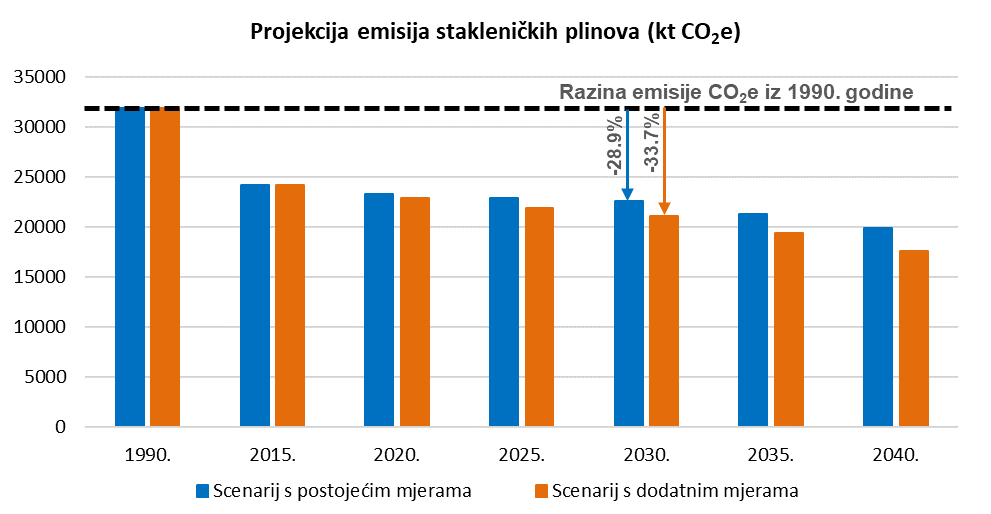 Projekcija emisija stakleničkih plinova (kt CO₂e)
35000
Razina emisije CO₂e iz 1990. godine
30000
-28.9%
-33.7%
25000
20000
15000
10000
5000
0
1990. 2015. 2020. 2025. 2030. 2035. 2040.
Scenarij s postojećim mjerama Scenarij s dodatnim mjerama